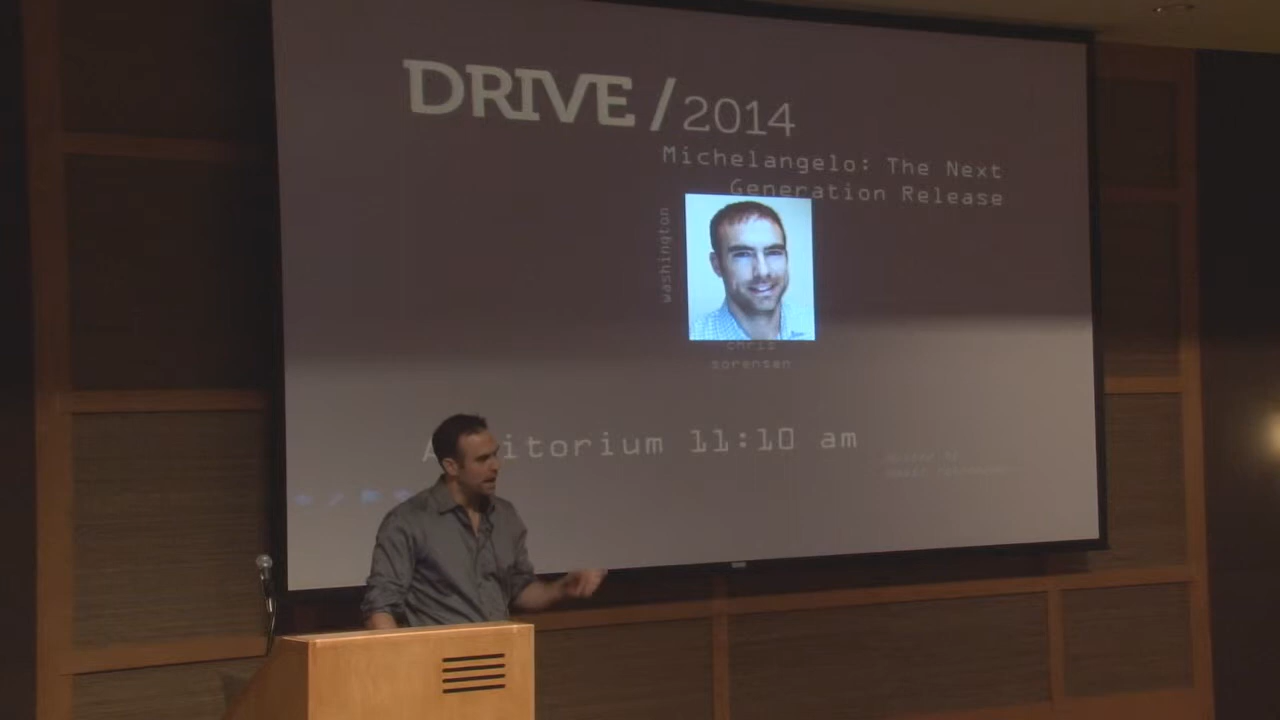 DRIVE / 2014
Michelangelo: The Next
Generation Release
washington
chris
sorensen
itorium 11:10 am